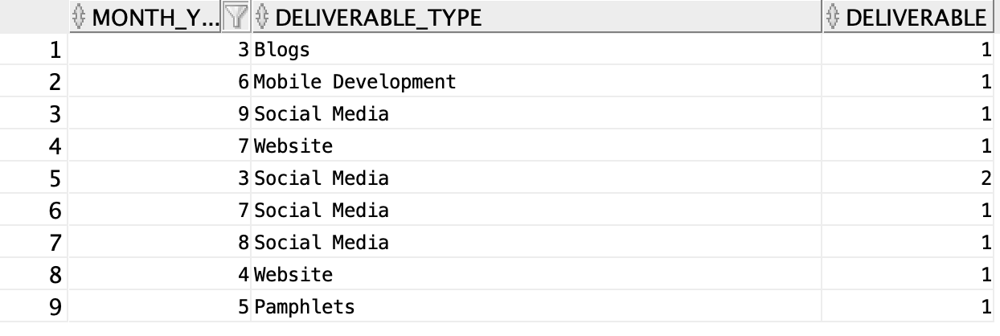 MONTH_Y... DELIVERABLE_TYPE DELIVERABLE
1 3 Blogs 1
2 6 Mobile Development 1
3 9 Social Media 1
4 7 Website 1
5 3 Social Media 2
6 7 Social Media 1
7 8 Social Media 1
8 4 Website 1
9 5 Pamphlets 1